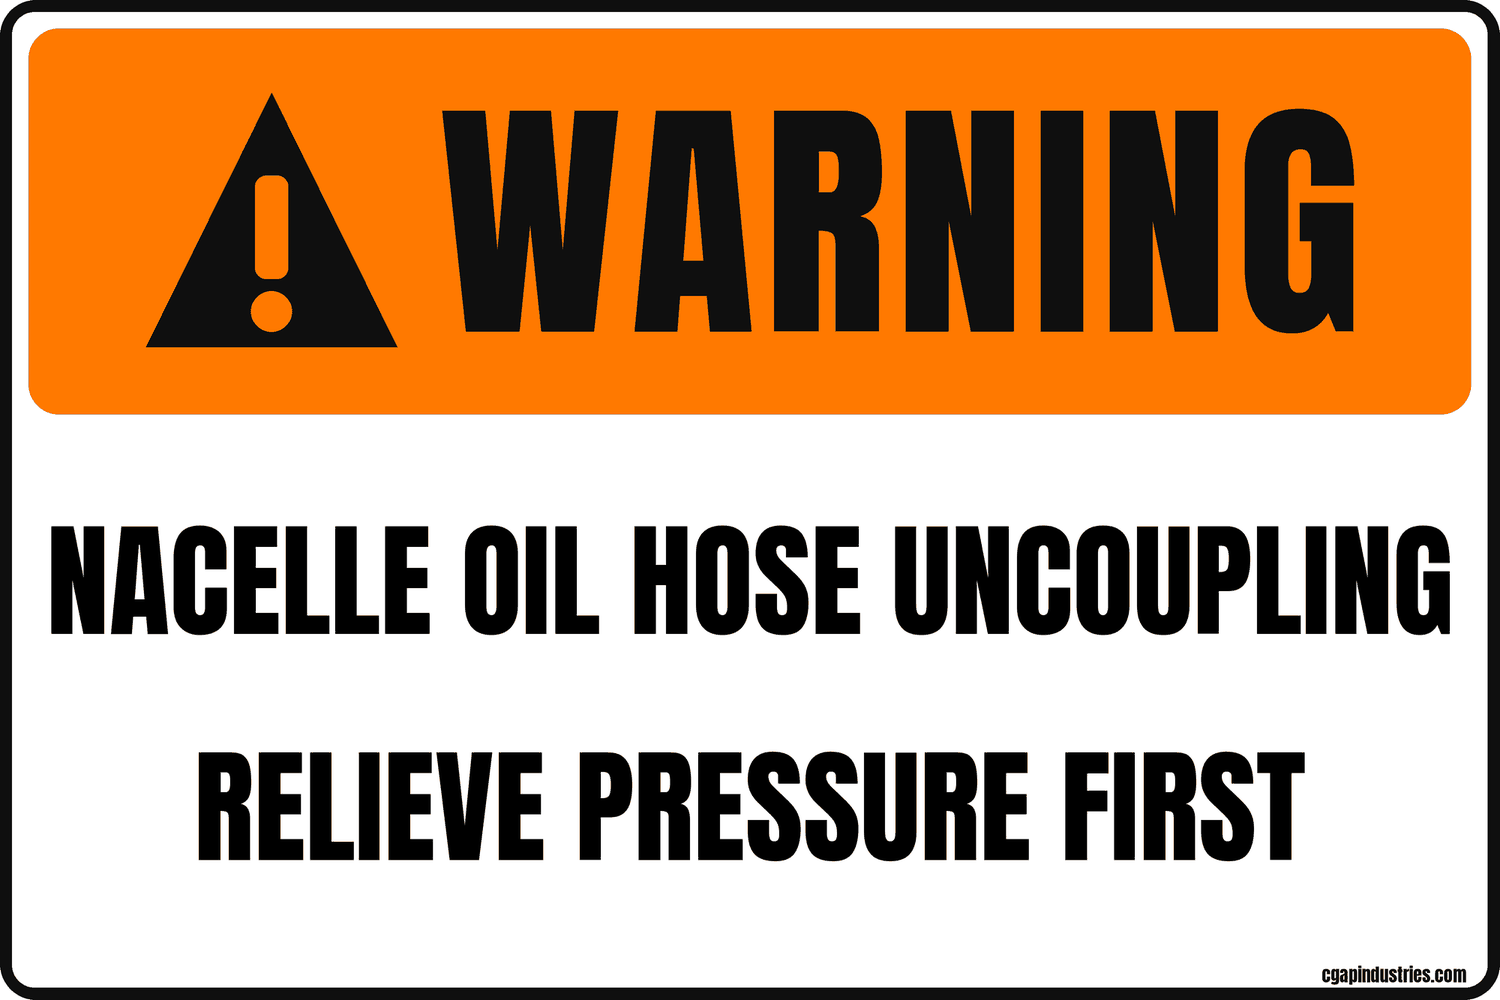 WARNING
NACELLE OIL HOSE UNCOUPLING
RELIEVE PRESSURE FIRST
cgapindustries.com